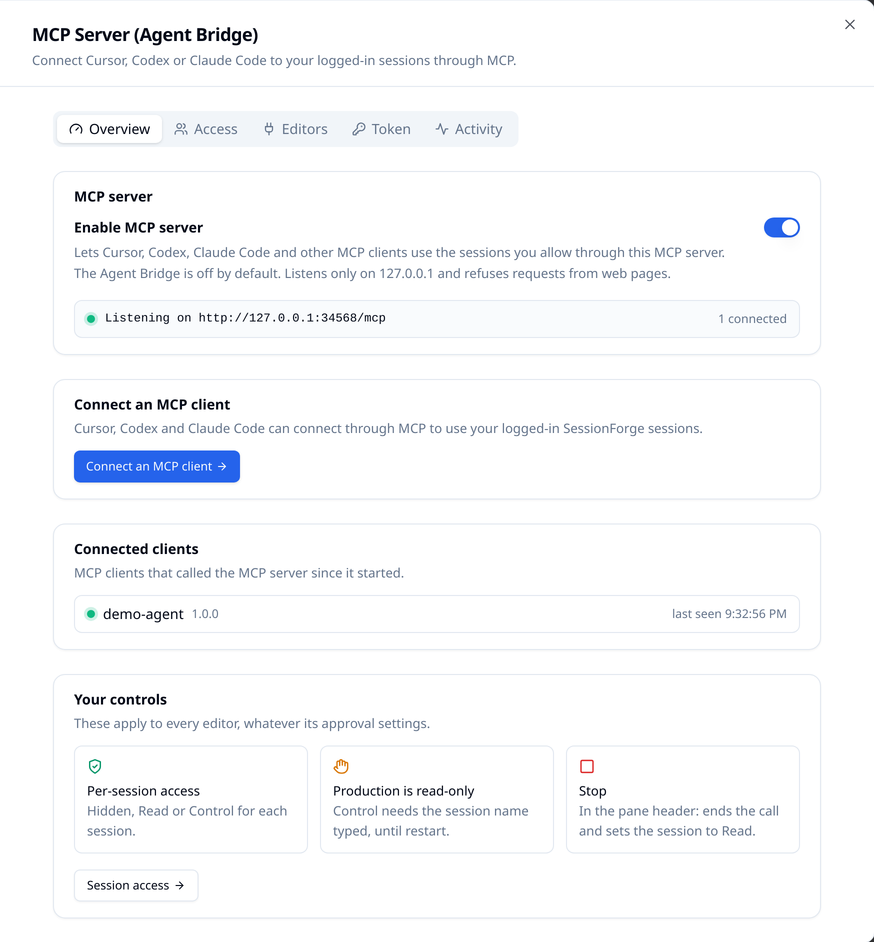 MCP Server (Agent Bridge)
Connect Cursor, Codex or Claude Code to your logged-in sessions through MCP.
Overview
Access
Editors
Token
Activity
MCP server
Enable MCP server
Lets Cursor, Codex, Claude Code and other MCP clients use the sessions you allow through this MCP server.
The Agent Bridge is off by default. Listens only on 127.0.0.1 and refuses requests from web pages.
Listening on http://127.0.0.1:34568/mcp
1 connected
Connect an MCP client
Cursor, Codex and Claude Code can connect through MCP to use your logged-in SessionForge sessions.
Connect an MCP client →
Connected clients
MCP clients that called the MCP server since it started.
demo-agent 1.0.0
last seen 9:32:56 PM
Your controls
These apply to every editor, whatever its approval settings.
Per-session access
Hidden, Read or Control for each
session.
Production is read-only
Control needs the session name
typed, until restart.
Stop
In the pane header: ends the call
and sets the session to Read.
Session access →